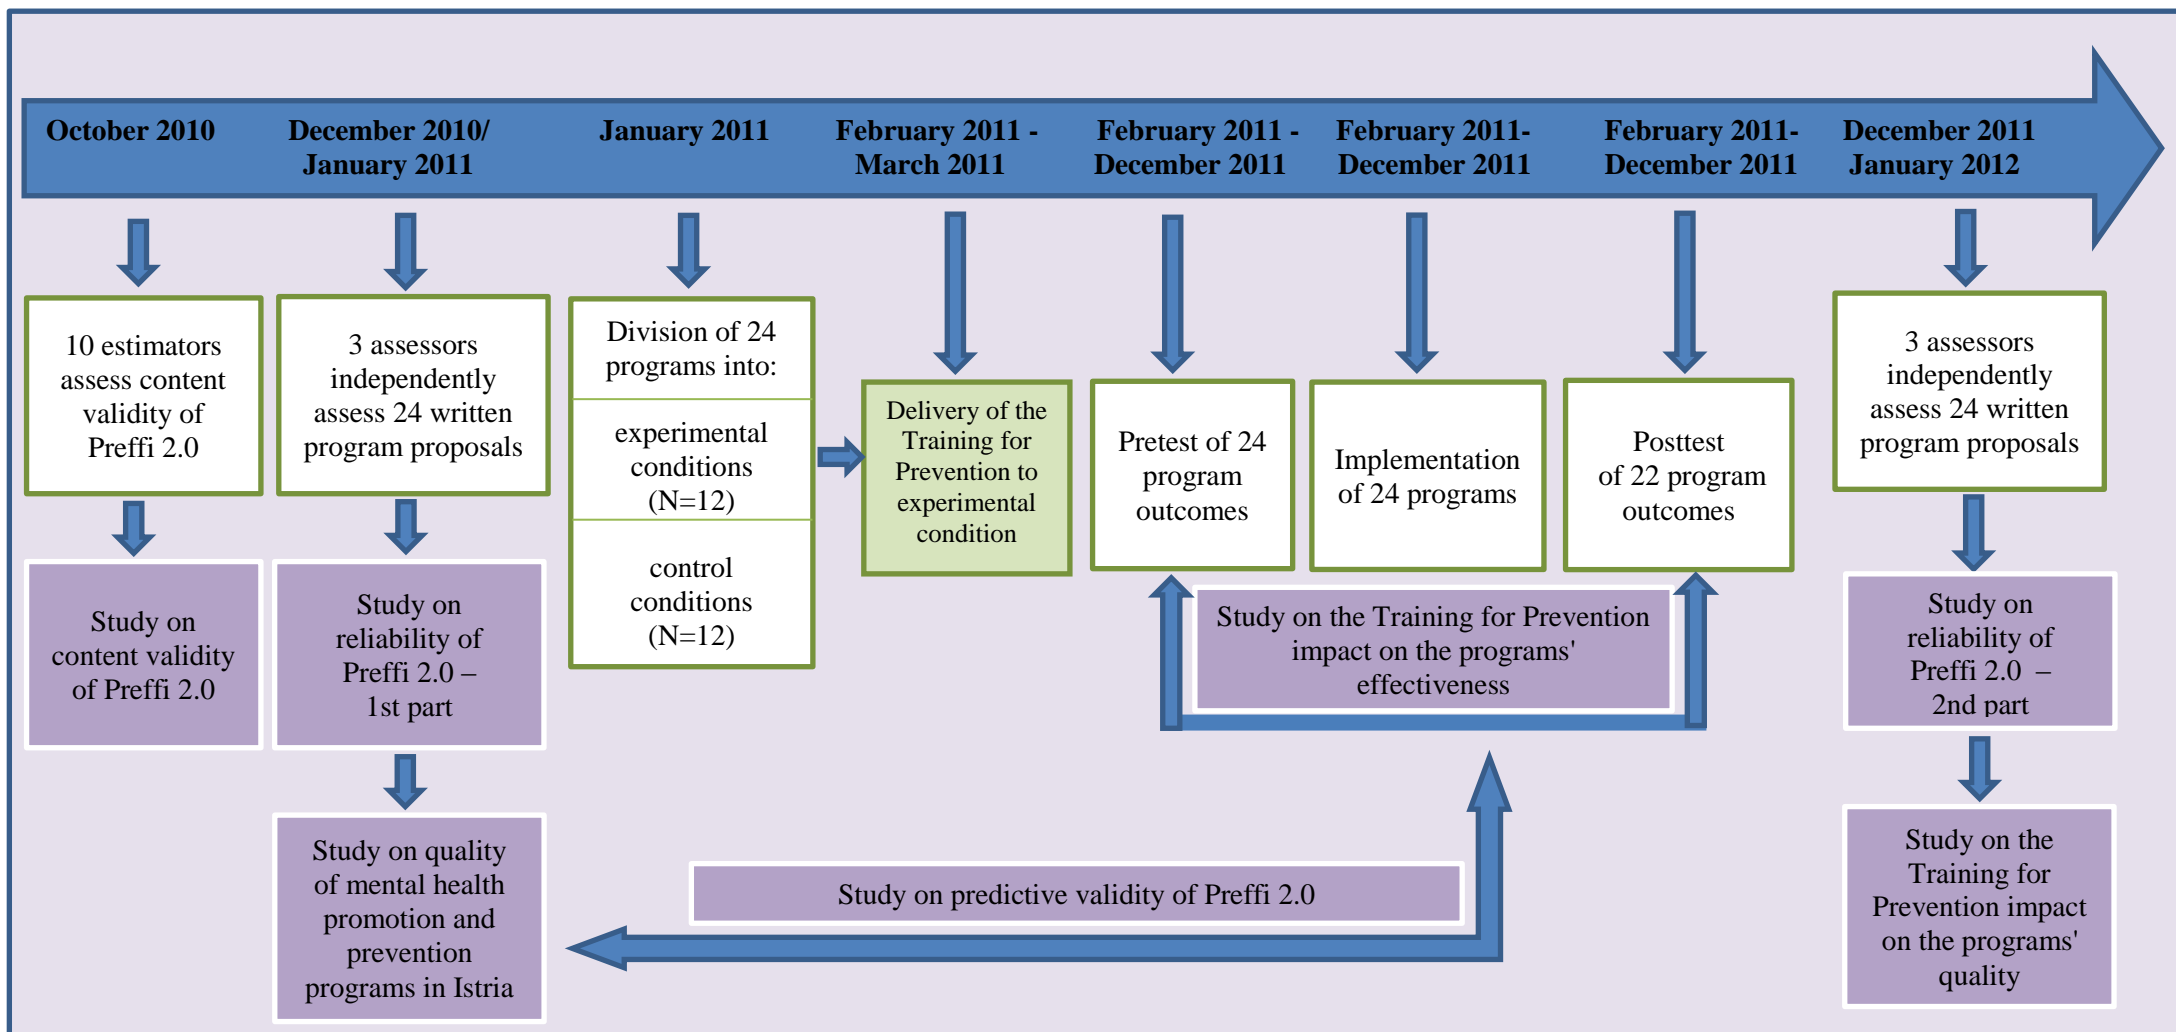 October 2010
December 2010/
January 2011
January 2011
February 2011 -
March 2011
February 2011 -
December 2011
February 2011-
December 2011
February 2011-
December 2011
December 2011
January 2012
10 estimators
assess content
validity of
Preffi 2.0
3 assessors
independently
assess 24 written
program proposals
Division of 24
programs into:
experimental
conditions
(N=12)
control
conditions
(N=12)
Delivery of the
Training for
Prevention to
experimental
condition
Pretest of 24
program
outcomes
Implementation
of 24 programs
Posttest
of 22 program
outcomes
3 assessors
independently
assess 24 written
program proposals
Study on
content validity
of Preffi 2.0
Study on
reliability of
Preffi 2.0 –
1st part
Study on the Training for Prevention
impact on the programs'
effectiveness
Study on
reliability of
Preffi 2.0 –
2nd part
Study on quality
of mental health
promotion and
prevention
programs in Istria
Study on predictive validity of Preffi 2.0
Study on the
Training for
Prevention impact
on the programs'
quality